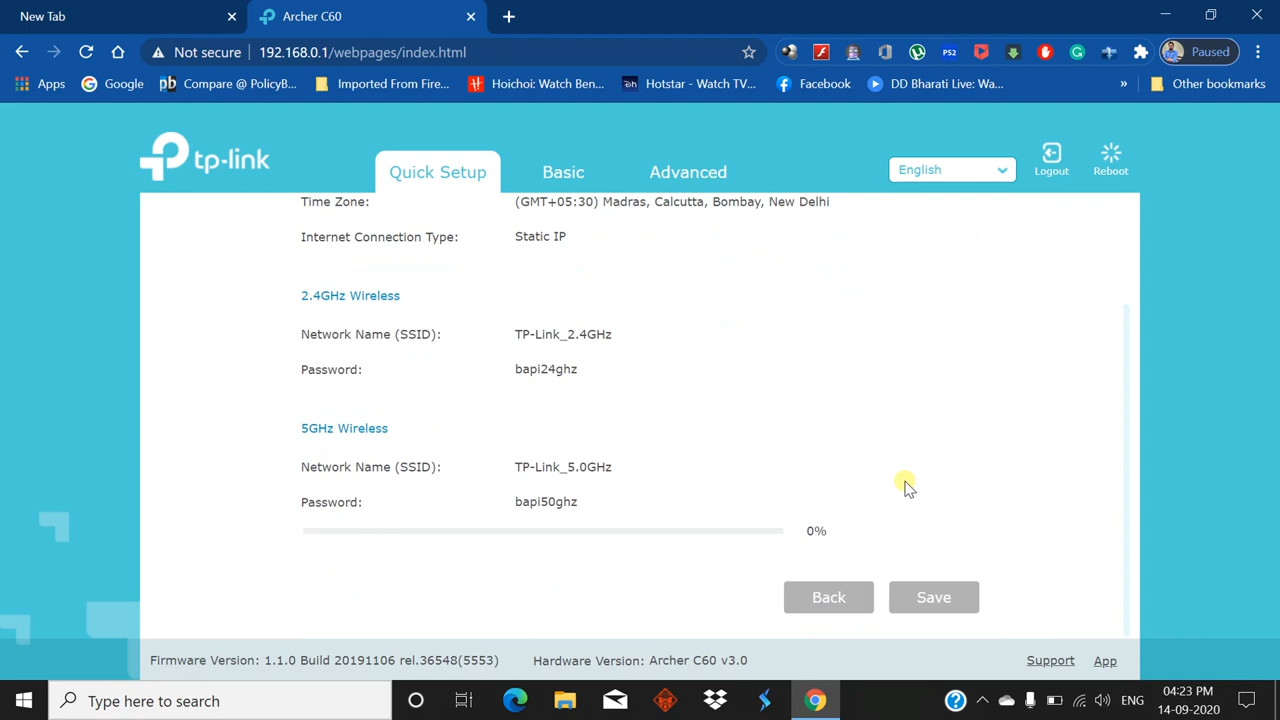 New Tab
Archer C60
Not secure 192.168.0.1/webpages/index.html
PS2
Paused
Apps
Google
pb Compare @ PolicyB...
Imported From Fire...
Hoichoi: Watch Ben...
Hotstar - Watch TV...
Facebook
DD Bharati Live: Wa...
»
Other bookmarks
tp-link
Quick Setup
Basic
Advanced
English
Logout
Reboot
Time Zone: (GMT+05:30) Madras, Calcutta, Bombay, New Delhi
Internet Connection Type: Static IP
2.4GHz Wireless
Network Name (SSID): TP-Link_2.4GHz
Password: bapi24ghz
5GHz Wireless
Network Name (SSID): TP-Link_5.0GHz
Password: bapi50ghz
0%
Back
Save
Firmware Version: 1.1.0 Build 20191106 rel.36548(5553)
Hardware Version: Archer C60 v3.0
Support
App
Type here to search
ENG
04:23 PM
14-09-2020